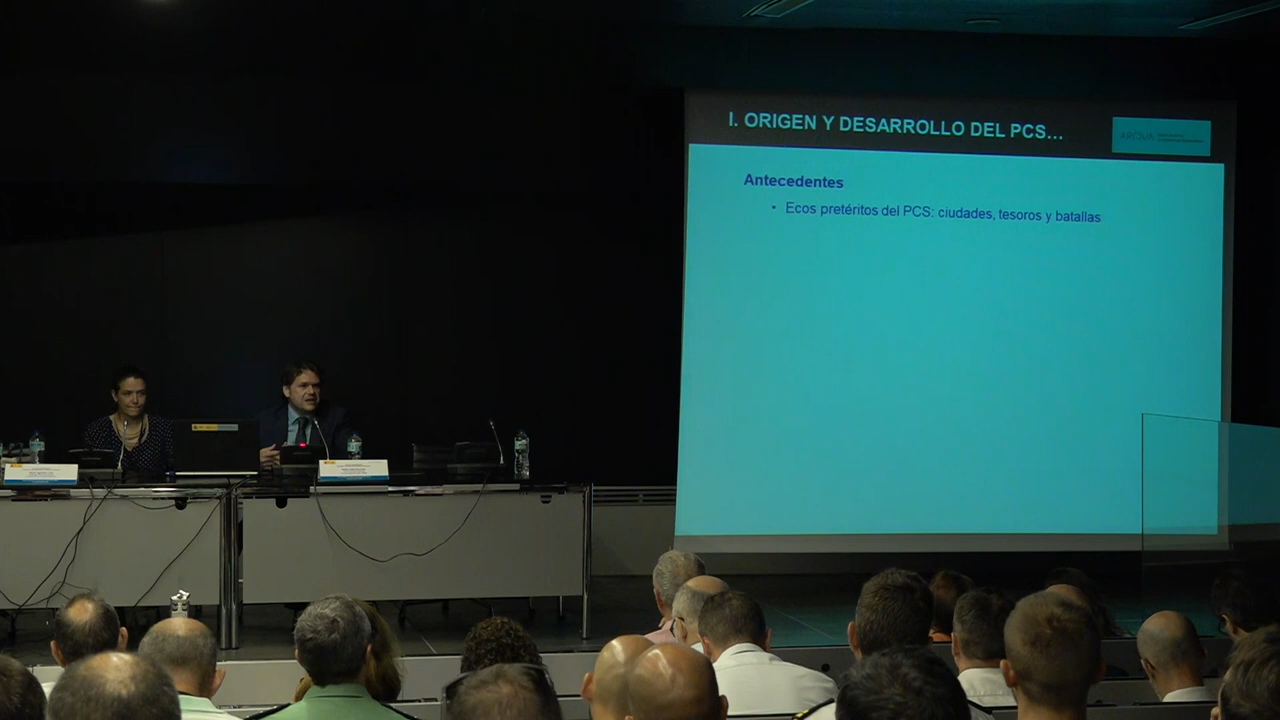 I. ORIGEN Y DESARROLLO DEL PCS...
ARQUA
Antecedentes
• Ecos pretéritos del PCS: ciudades, tesoros y batallas